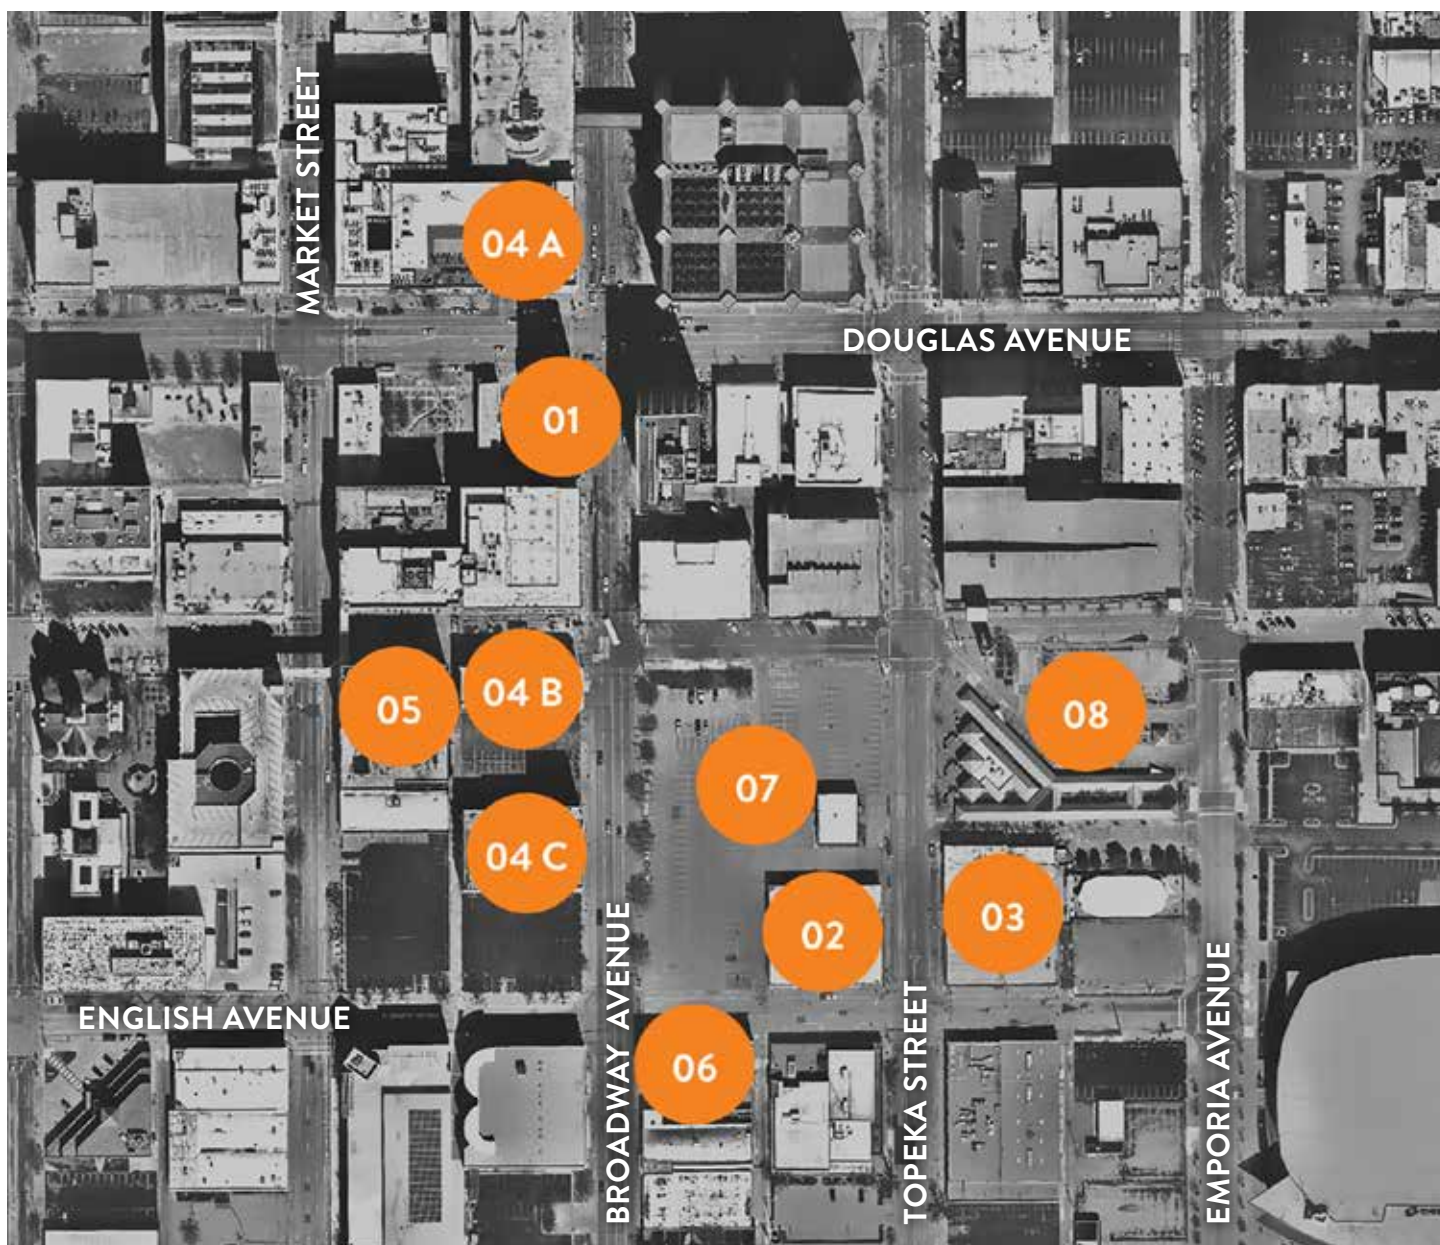 MARKET STREET
04 A
DOUGLAS AVENUE
01
05
04 B
08
07
04 C
03
02
BROADWAY AVENUE
ENGLISH AVENUE
TOPEKA STREET
EMPORIA AVENUE
06